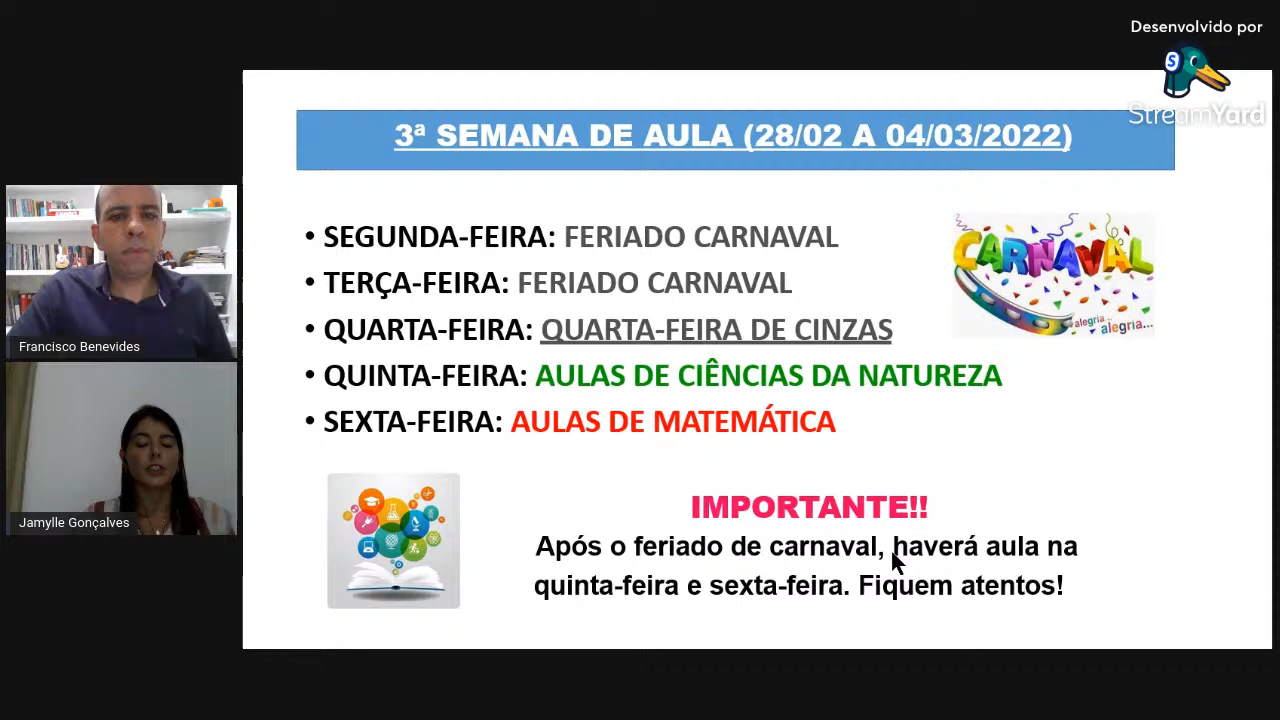 Desenvolvido por
StreamYard
3ª SEMANA DE AULA (28/02 A 04/03/2022)
• SEGUNDA-FEIRA: FERIADO CARNAVAL
• TERÇA-FEIRA: FERIADO CARNAVAL
• QUARTA-FEIRA: QUARTA-FEIRA DE CINZAS
• QUINTA-FEIRA: AULAS DE CIÊNCIAS DA NATUREZA
• SEXTA-FEIRA: AULAS DE MATEMÁTICA
CARNAVAL
alegria...
alegria...
IMPORTANTE!!
Após o feriado de carnaval, haverá aula na
quinta-feira e sexta-feira. Fiquem atentos!
Francisco Benevides
Jamylle Gonçalves